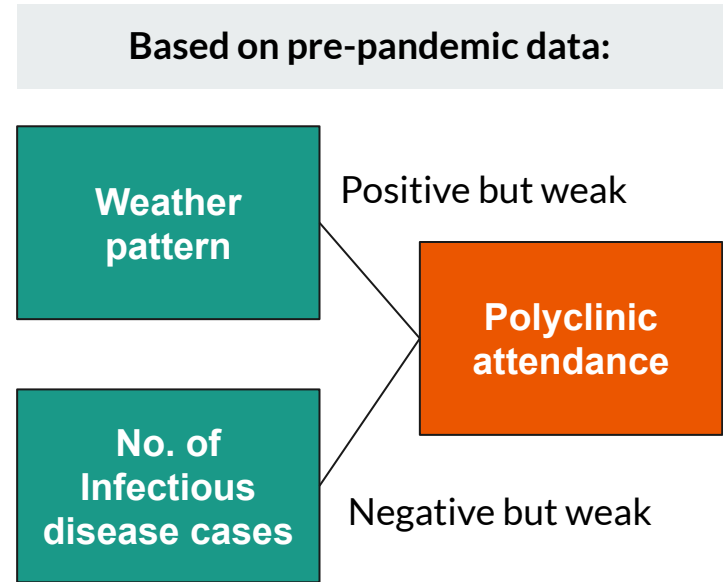 Based on pre-pandemic data:
Weather
pattern
Positive but weak
Polyclinic
attendance
No. of
Infectious
disease cases
Negative but weak